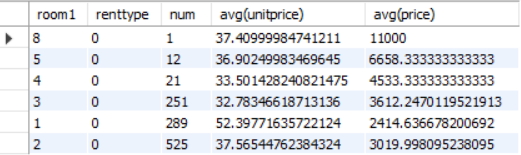 room1 renttype num avg(unitprice) avg(price)
8 0 1 37.40999984741211 11000
5 0 12 36.90249983469645 6658.333333333333
4 0 21 33.501428240821475 4533.333333333333
3 0 251 32.78346618713136 3612.2470119521913
1 0 289 52.39771635722124 2414.636678200692
2 0 525 37.56544762384324 3019.998095238095